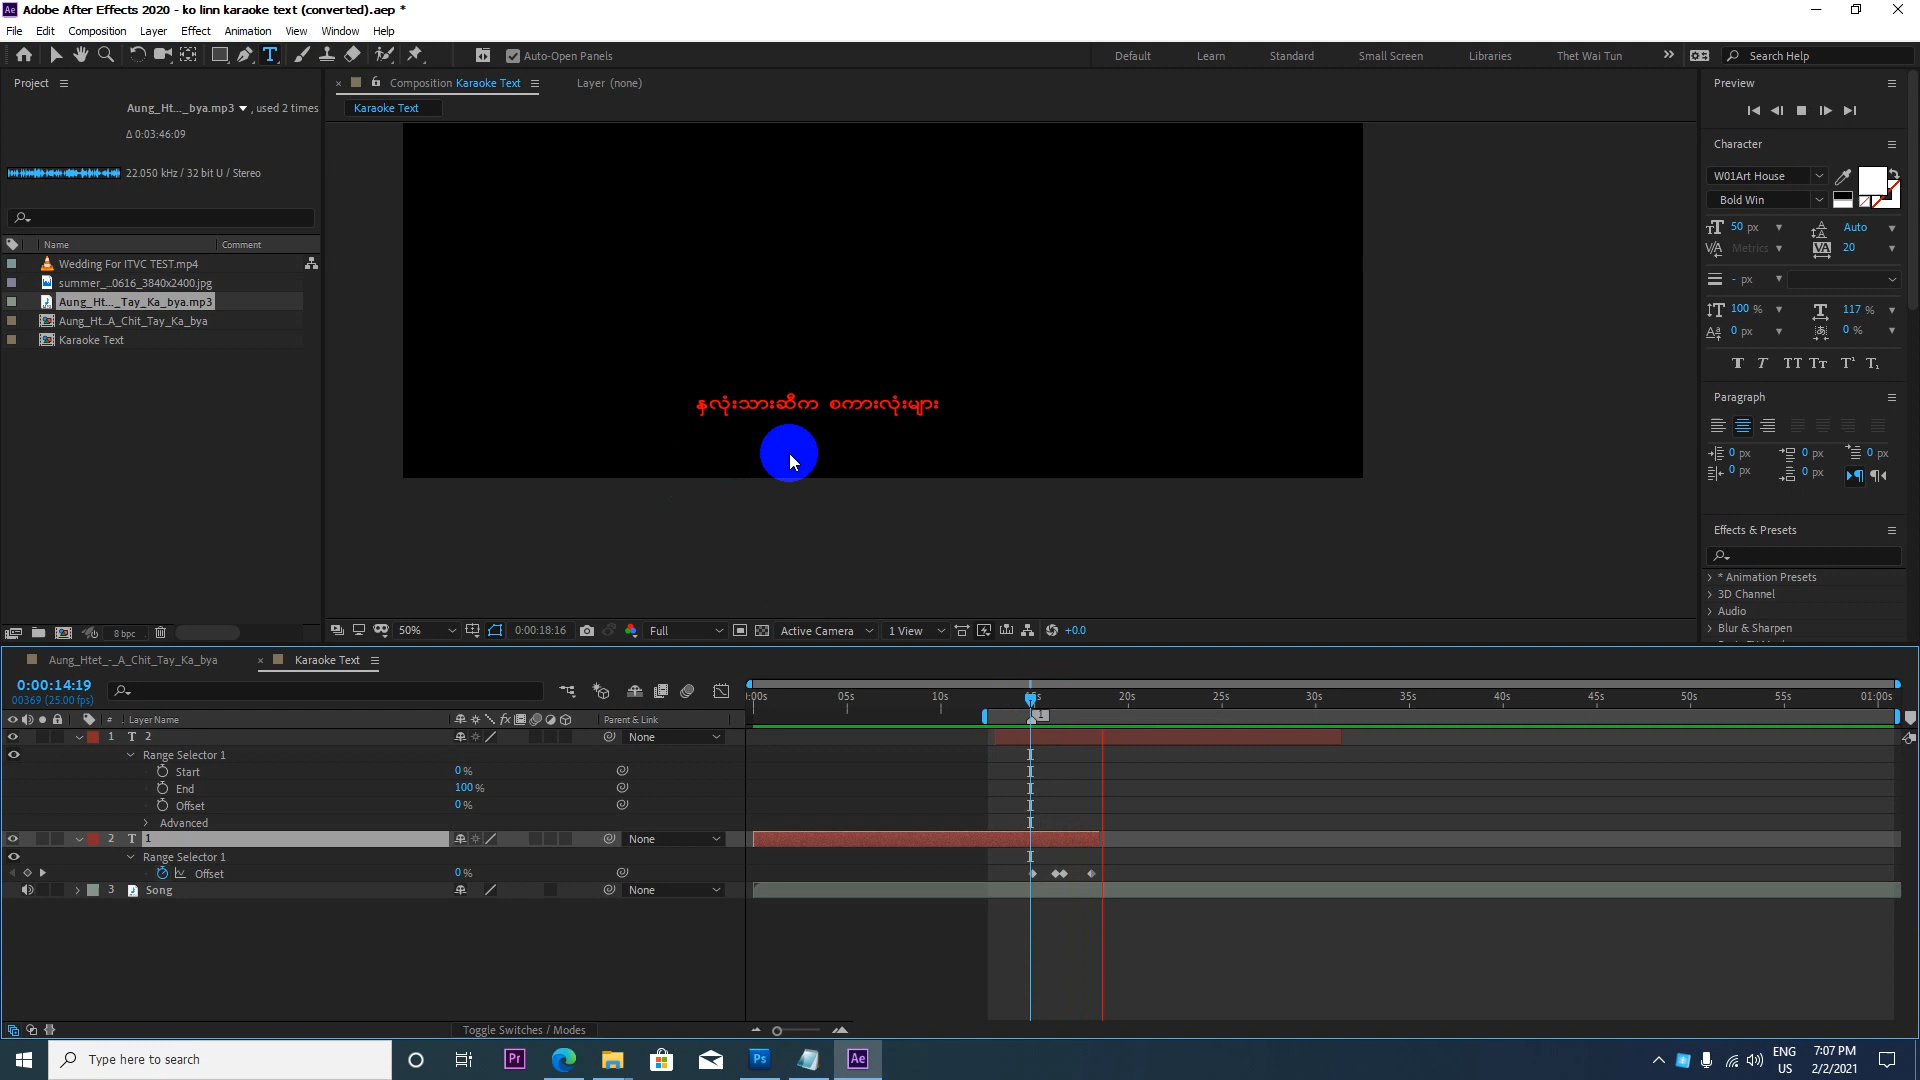 Adobe After Effects 2020 - ko linn karaoke text (converted).aep *
File Edit Composition Layer Effect Animation View Window Help
Auto-Open Panels Default Learn Standard Small Screen Libraries Thet Wai Tun Search Help
Project
Composition Karaoke Text Layer (none)
Karaoke Text
Aung_Ht..._bya.mp3 , used 2 times
Δ 0:03:46:09
22.050 kHz / 32 bit U / Stereo
Name Comment
Wedding For ITVC TEST.mp4
summer_...0616_3840x2400.jpg
Aung_Ht..._Tay_Ka_bya.mp3
Aung_Ht..A_Chit_Tay_Ka_bya
Karaoke Text
8 bpc
နှလုံးသားဆီက စကားလုံးများ
50% 0:00:18:16 Full Active Camera 1 View +0.0
Preview
Character
W01Art House
Bold Win
50 px Auto
Metrics 20
- px
100 % 117 %
0 px 0 %
Paragraph
0 px 0 px 0 px
0 px 0 px
Effects & Presets
* Animation Presets
3D Channel
Audio
Blur & Sharpen
Aung_Htet_-_A_Chit_Tay_Ka_bya Karaoke Text
0:00:14:19
00369 (25.00 fps)
:00s 05s 10s 5s 20s 25s 30s 35s 40s 45s 50s 55s 01:00s
1
# Layer Name Parent & Link
1 T 2 None
Range Selector 1
Start 0 %
End 100 %
Offset 0 %
Advanced
2 T 1 None
Range Selector 1
Offset 0 %
3 Song None
Toggle Switches / Modes
Type here to search
Pr Ps Ae
ENG
US
7:07 PM
2/2/2021